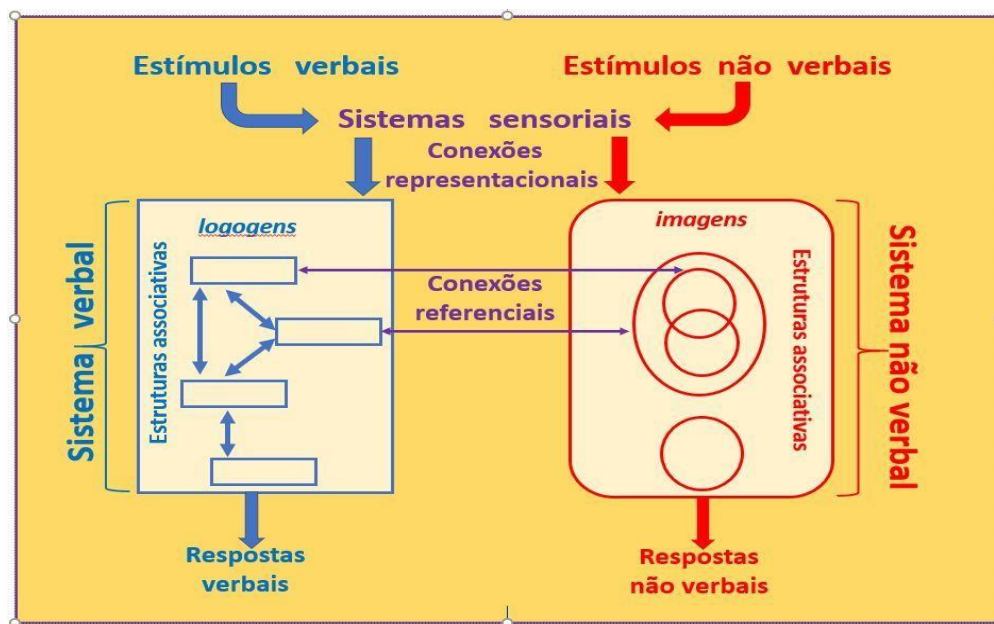 Estímulos verbais
Estímulos não verbais
Sistemas sensoriais
Conexões
representacionais
Sistema verbal
Estruturas associativas
logogens
Conexões
referenciais
imagens
Estruturas associativas
Sistema não verbal
Respostas
verbais
Respostas
não verbais